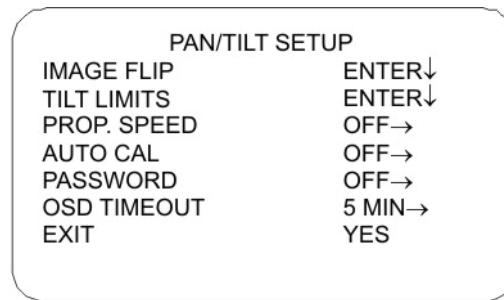 PAN/TILT SETUP
IMAGE FLIP ENTER↓
TILT LIMITS ENTER↓
PROP. SPEED OFF→
AUTO CAL OFF→
PASSWORD OFF→
OSD TIMEOUT 5 MIN→
EXIT YES